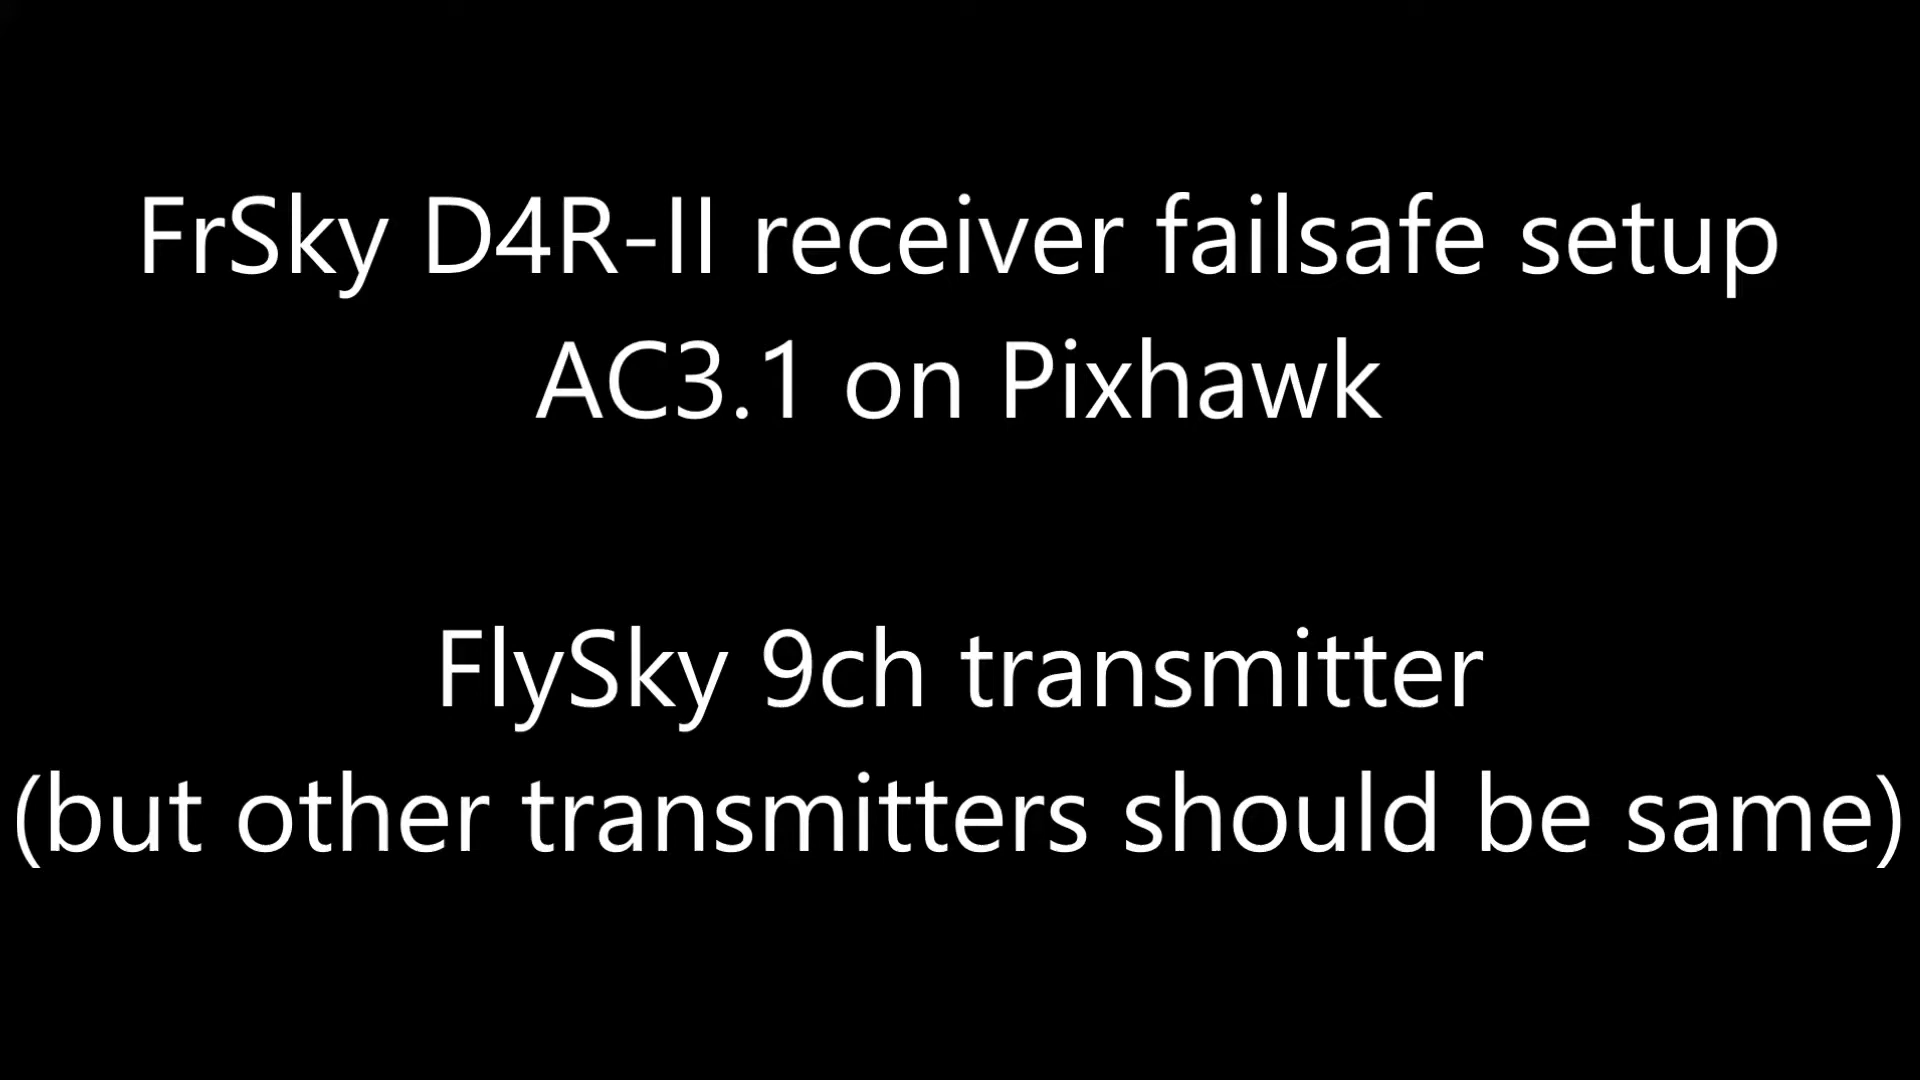 FrSky D4R-II receiver failsafe setup
AC3.1 on Pixhawk
FlySky 9ch transmitter
(but other transmitters should be same)